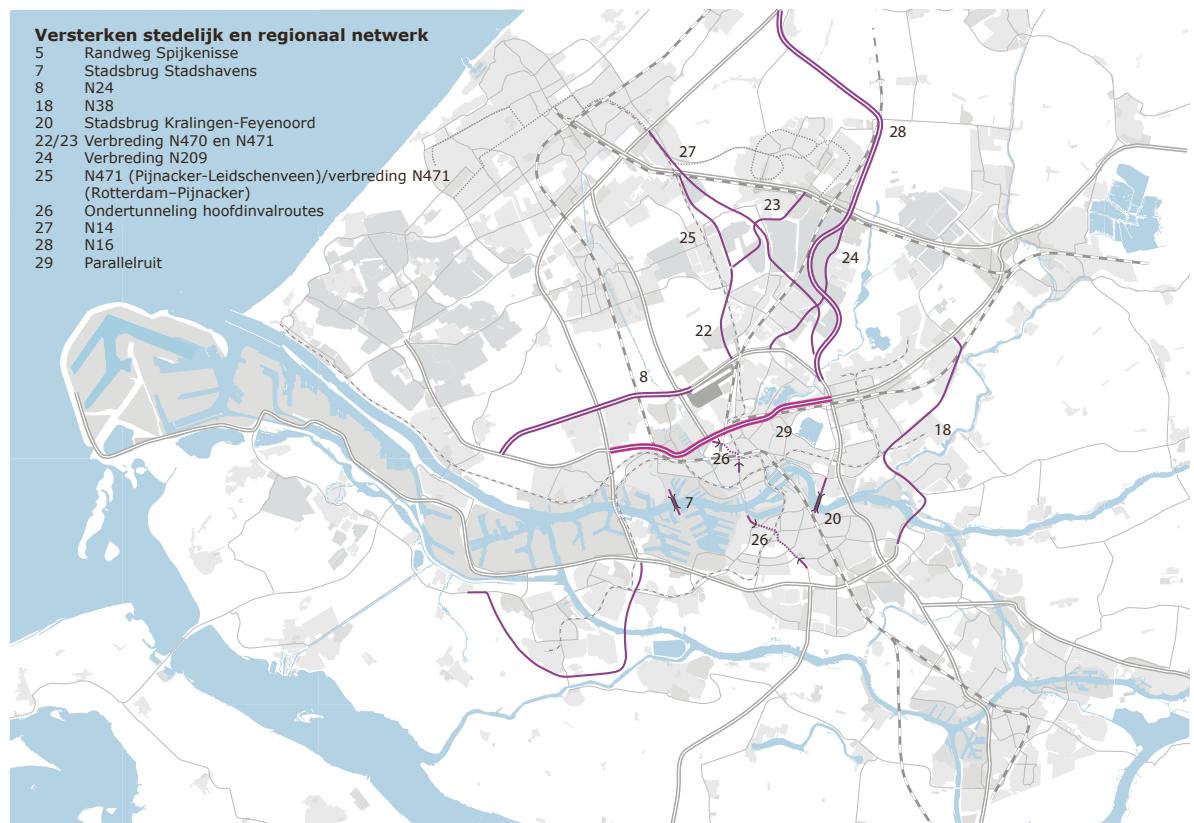 Versterken stedelijk en regionaal netwerk
5 Randweg Spijkenisse
7 Stadsbrug Stadshavens
8 N24
18 N38
20 Stadsbrug Kralingen-Feyenoord
22/23 Verbreding N470 en N471
24 Verbreding N209
25 N471 (Pijnacker-Leidschenveen)/verbreding N471
(Rotterdam–Pijnacker)
26 Ondertunneling hoofdinvalroutes
27 N14
28 N16
29 Parallelruit
28
27
23
25
24
22
8
29
18
26
7
20
26